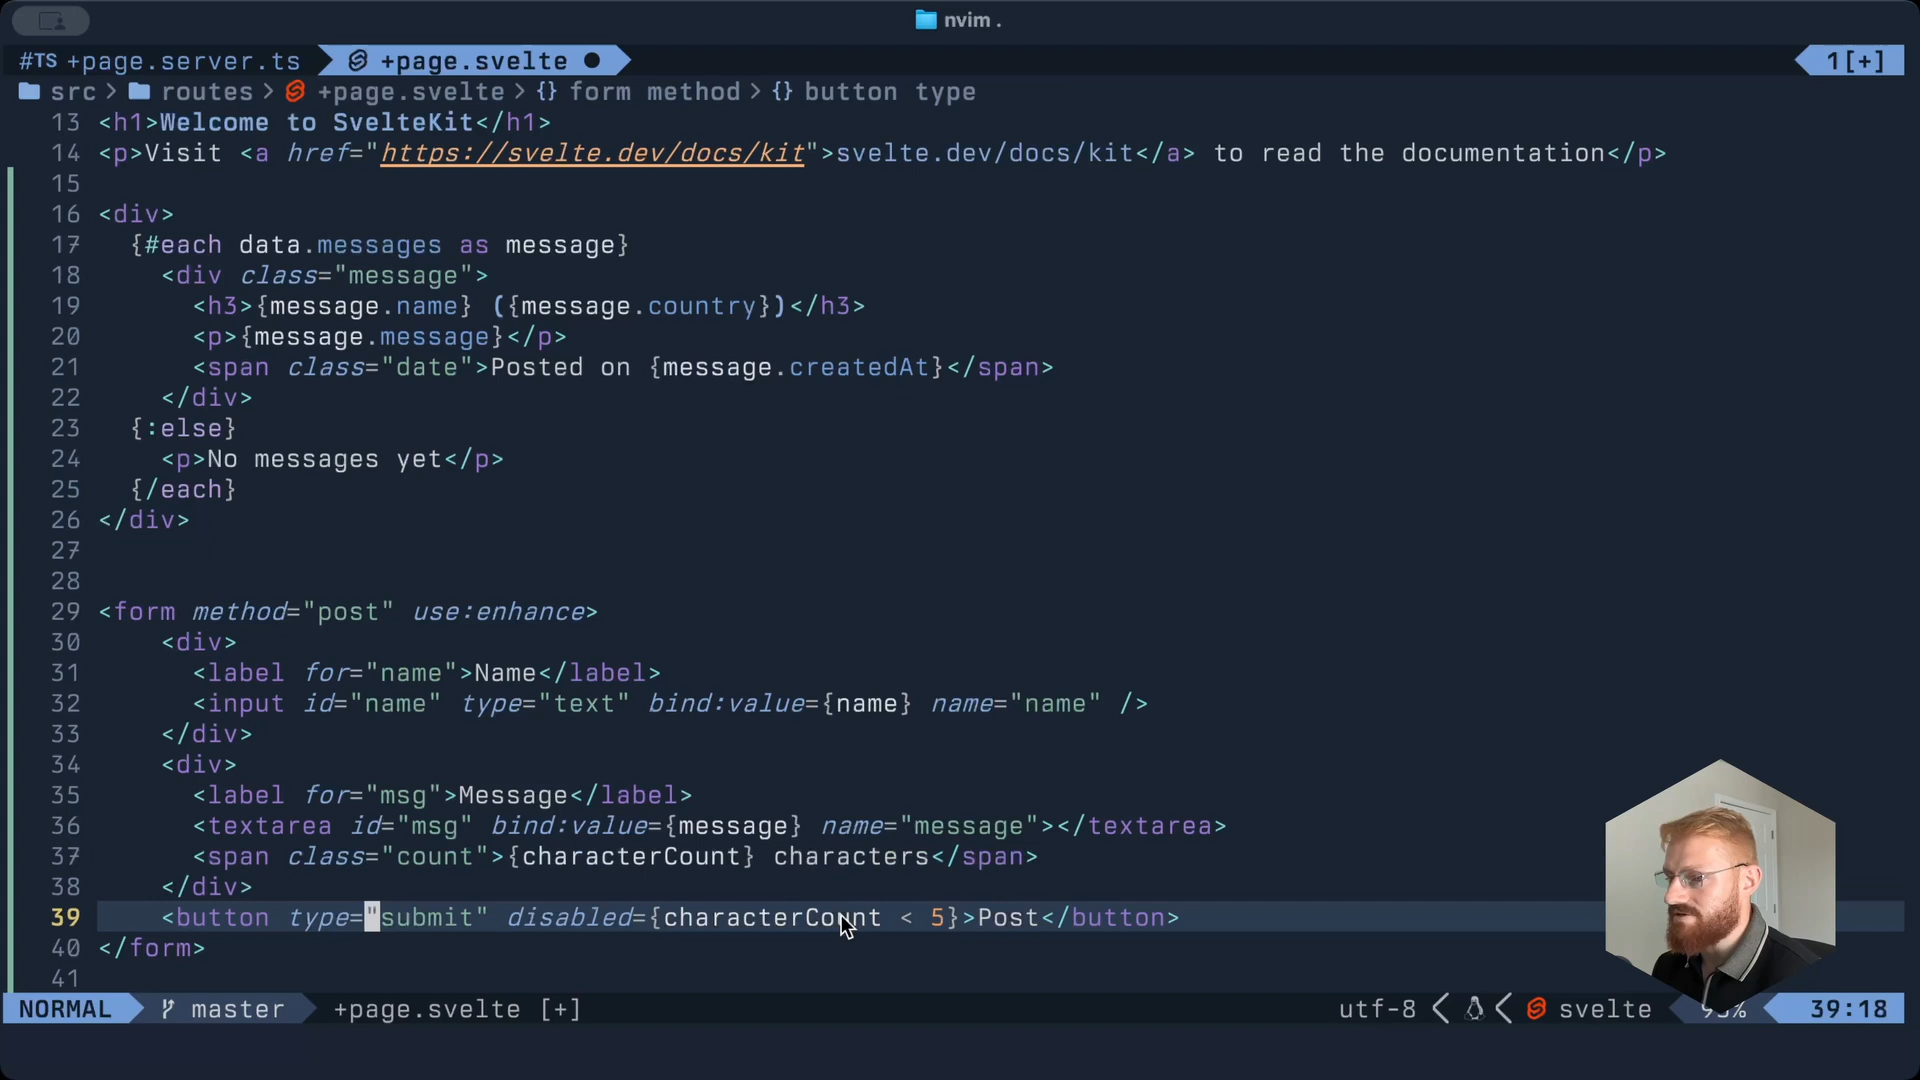 nvim .
#TS +page.server.ts +page.svelte ● 1[+]
src > routes > +page.svelte > {} form method > {} button type
13 <h1>Welcome to SvelteKit</h1>
14 <p>Visit <a href="https://svelte.dev/docs/kit">svelte.dev/docs/kit</a> to read the documentation</p>
15
16 <div>
17 {#each data.messages as message}
18 <div class="message">
19 <h3>{message.name} ({message.country})</h3>
20 <p>{message.message}</p>
21 <span class="date">Posted on {message.createdAt}</span>
22 </div>
23 {:else}
24 <p>No messages yet</p>
25 {/each}
26 </div>
27
28
29 <form method="post" use:enhance>
30 <div>
31 <label for="name">Name</label>
32 <input id="name" type="text" bind:value={name} name="name" />
33 </div>
34 <div>
35 <label for="msg">Message</label>
36 <textarea id="msg" bind:value={message} name="message"></textarea>
37 <span class="count">{characterCount} characters</span>
38 </div>
39 <button type="submit" disabled={characterCount < 5}>Post</button>
40 </form>
41
NORMAL master +page.svelte [+] utf-8 < < svelte 39:18